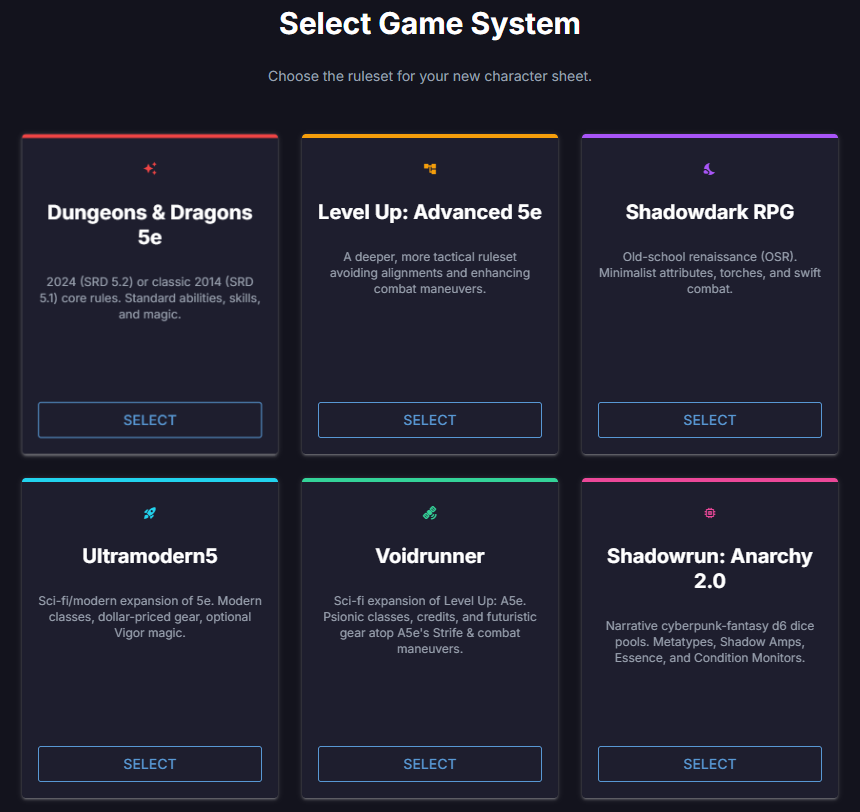 Select Game System
Choose the ruleset for your new character sheet.
Dungeons & Dragons
5e
2024 (SRD 5.2) or classic 2014 (SRD
5.1) core rules. Standard abilities, skills,
and magic.
SELECT
Level Up: Advanced 5e
A deeper, more tactical ruleset
avoiding alignments and enhancing
combat maneuvers.
SELECT
Shadowdark RPG
Old-school renaissance (OSR).
Minimalist attributes, torches, and swift
combat.
SELECT
Ultramodern5
Sci-fi/modern expansion of 5e. Modern
classes, dollar-priced gear, optional
Vigor magic.
SELECT
Voidrunner
Sci-fi expansion of Level Up: A5e.
Psionic classes, credits, and futuristic
gear atop A5e's Strife & combat
maneuvers.
SELECT
Shadowrun: Anarchy
2.0
Narrative cyberpunk-fantasy d6 dice
pools. Metatypes, Shadow Amps,
Essence, and Condition Monitors.
SELECT